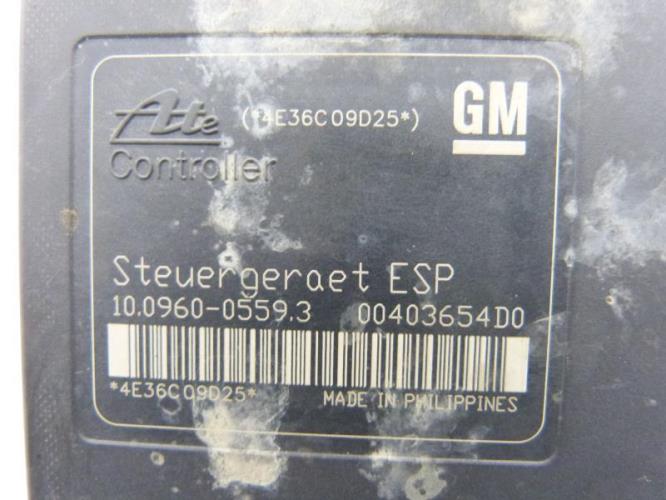 Ate (*4E36C09D25*) GM
Controller
Steuergeraet ESP
10.0960-0559.3 00403654D0
*4E36C09D25* MADE IN PHILIPPINES